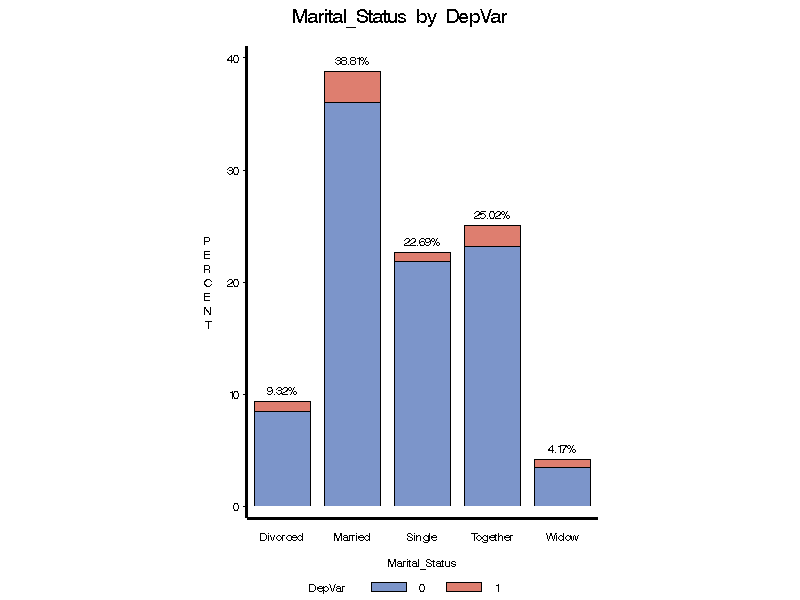 Marital_Status by DepVar
40
30
20
10
0
PERCENT
38.81%
25.02%
22.69%
9.32%
4.17%
Divorced Married Single Together Widow
Marital_Status
DepVar 0 1